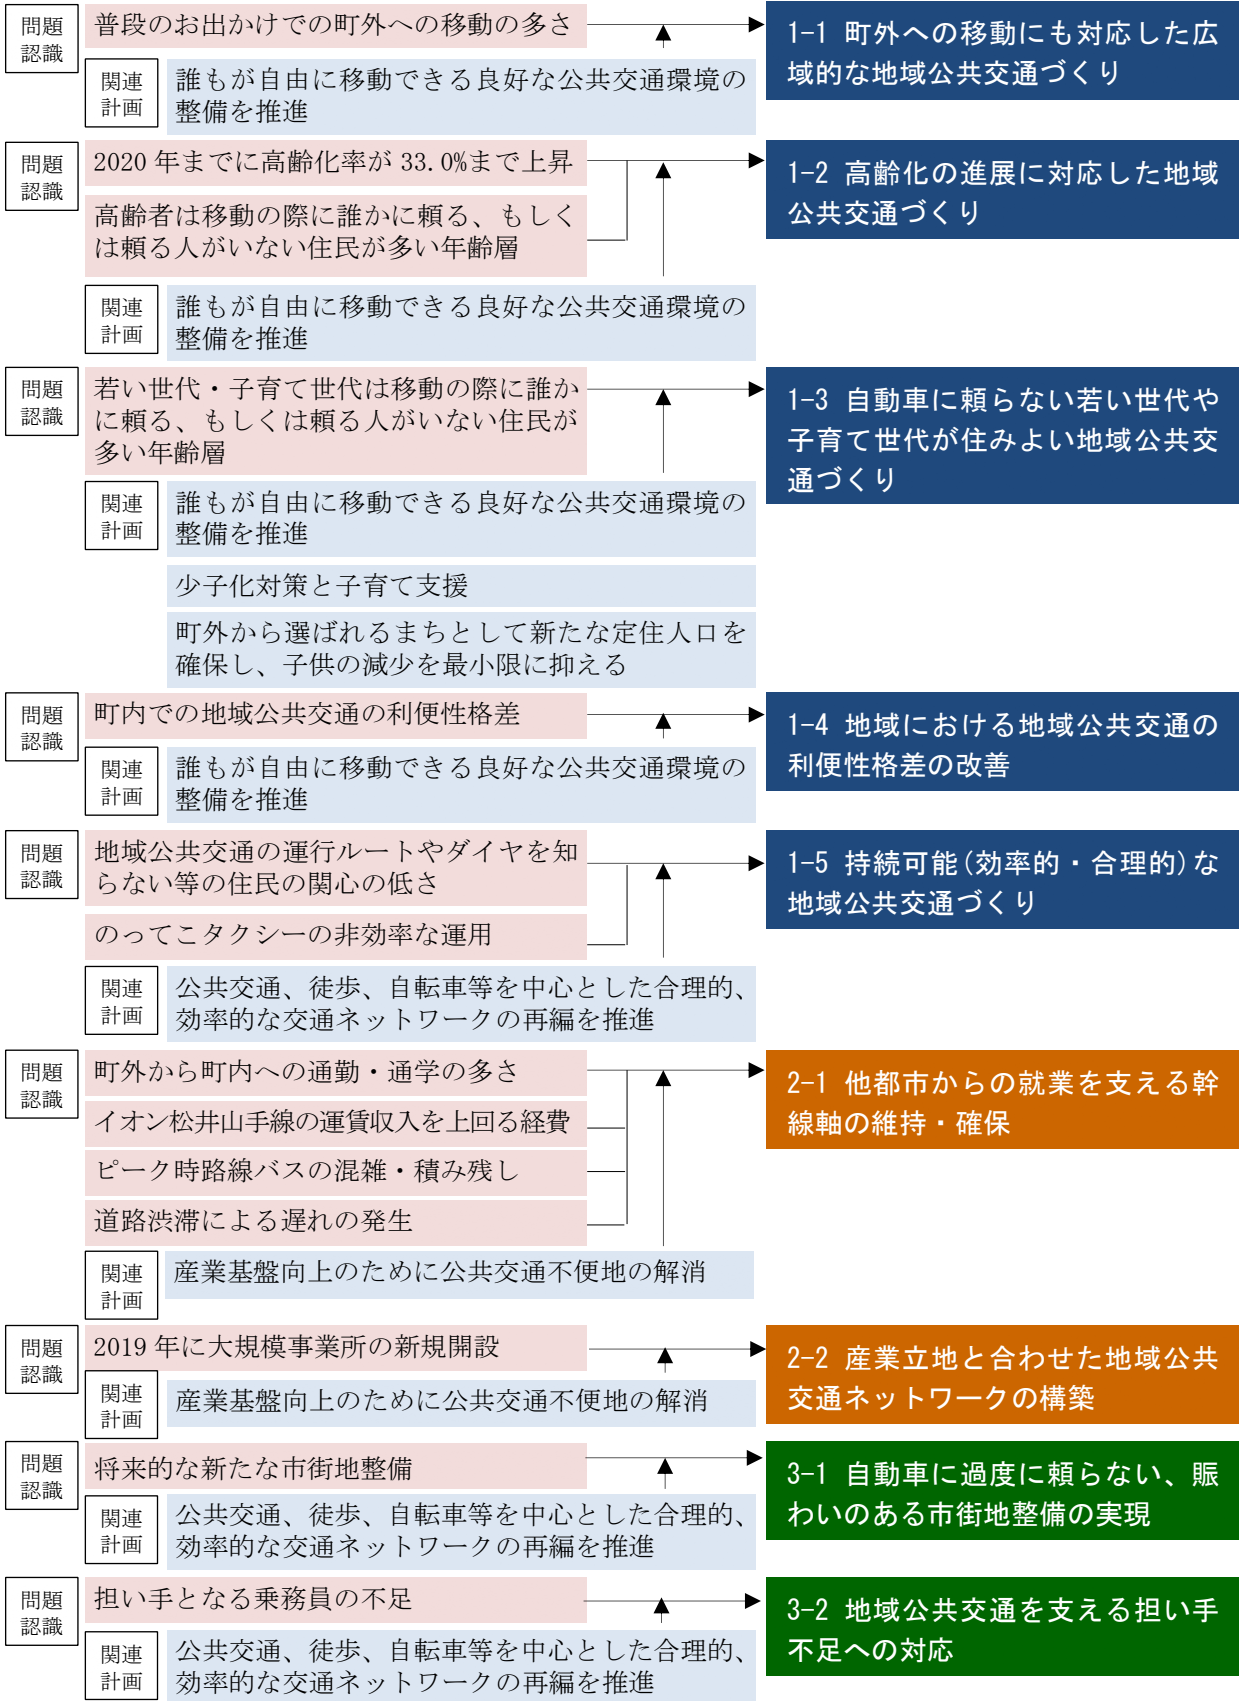 問題
認識
普段のお出かけでの町外への移動の多さ
1-1 町外への移動にも対応した広
域的な地域公共交通づくり
関連
計画
誰もが自由に移動できる良好な公共交通環境の
整備を推進
問題
認識
2020 年までに高齢化率が 33.0%まで上昇
高齢者は移動の際に誰かに頼る、もしく
は頼る人がいない住民が多い年齢層
1-2 高齢化の進展に対応した地域
公共交通づくり
関連
計画
誰もが自由に移動できる良好な公共交通環境の
整備を推進
問題
認識
若い世代・子育て世代は移動の際に誰か
に頼る、もしくは頼る人がいない住民が
多い年齢層
1-3 自動車に頼らない若い世代や
子育て世代が住みよい地域公共交
通づくり
関連
計画
誰もが自由に移動できる良好な公共交通環境の
整備を推進
少子化対策と子育て支援
町外から選ばれるまちとして新たな定住人口を
確保し、子供の減少を最小限に抑える
問題
認識
町内での地域公共交通の利便性格差
1-4 地域における地域公共交通の
利便性格差の改善
関連
計画
誰もが自由に移動できる良好な公共交通環境の
整備を推進
問題
認識
地域公共交通の運行ルートやダイヤを知
らない等の住民の関心の低さ
のってこタクシーの非効率な運用
1-5 持続可能(効率的・合理的)な
地域公共交通づくり
関連
計画
公共交通、徒歩、自転車等を中心とした合理的、
効率的な交通ネットワークの再編を推進
問題
認識
町外から町内への通勤・通学の多さ
イオン松井山手線の運賃収入を上回る経費
ピーク時路線バスの混雑・積み残し
道路渋滞による遅れの発生
2-1 他都市からの就業を支える幹
線軸の維持・確保
関連
計画
産業基盤向上のために公共交通不便地の解消
問題
認識
2019 年に大規模事業所の新規開設
2-2 産業立地と合わせた地域公共
交通ネットワークの構築
関連
計画
産業基盤向上のために公共交通不便地の解消
問題
認識
将来的な新たな市街地整備
3-1 自動車に過度に頼らない、賑
わいのある市街地整備の実現
関連
計画
公共交通、徒歩、自転車等を中心とした合理的、
効率的な交通ネットワークの再編を推進
問題
認識
担い手となる乗務員の不足
3-2 地域公共交通を支える担い手
不足への対応
関連
計画
公共交通、徒歩、自転車等を中心とした合理的、
効率的な交通ネットワークの再編を推進